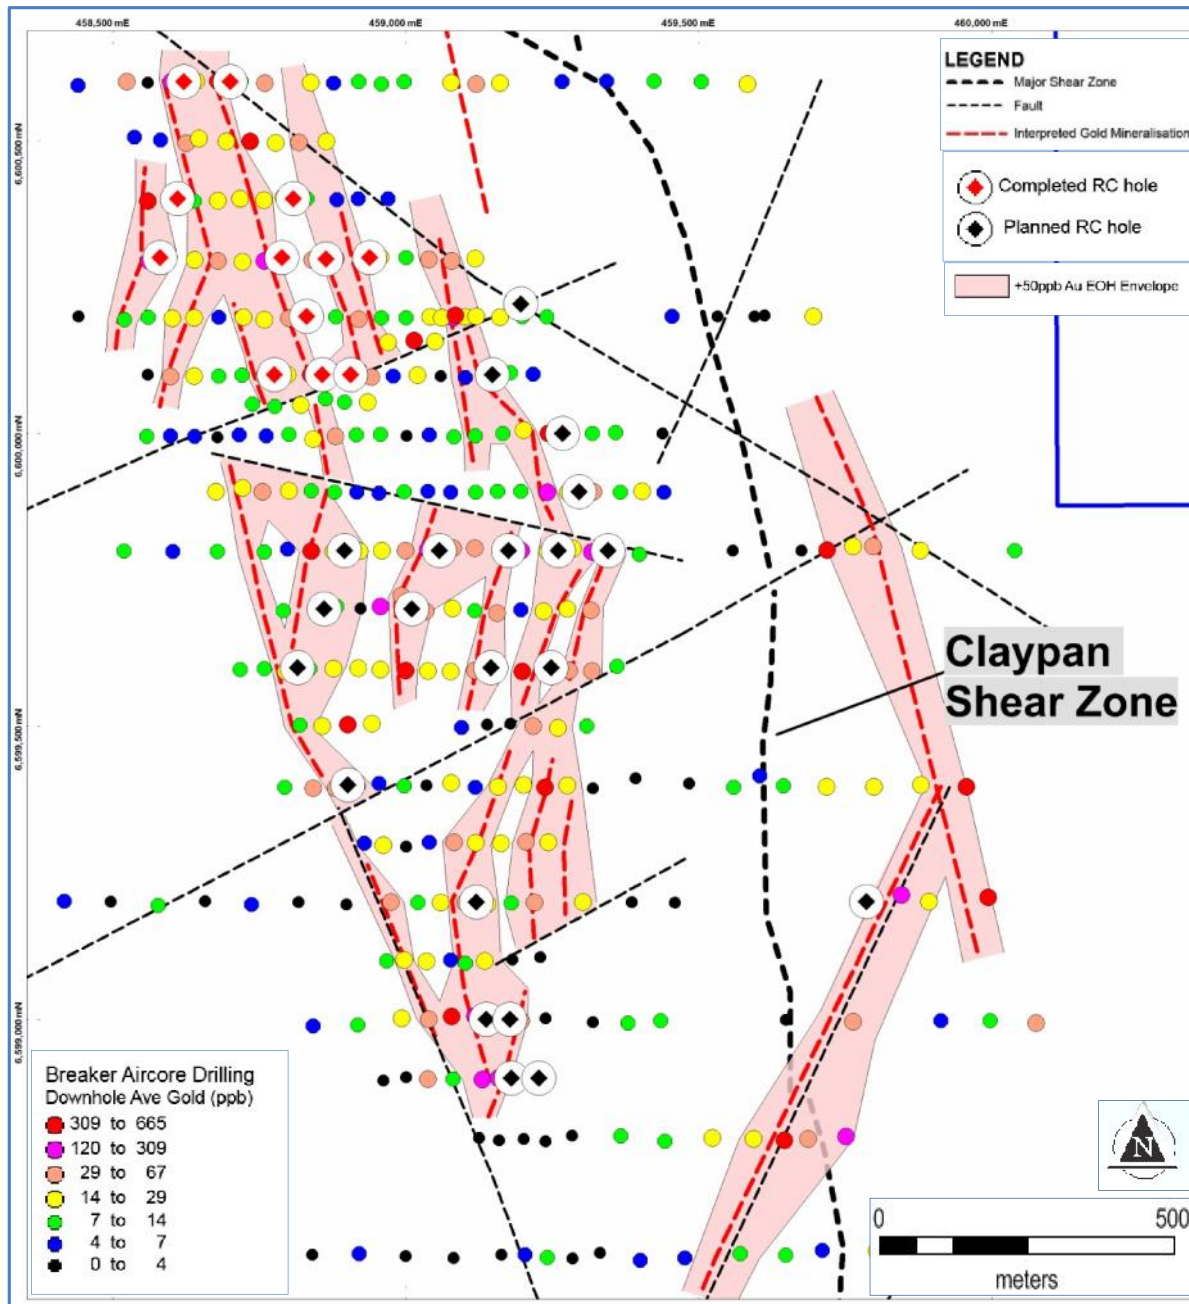 458,500 mE
459,000 mE
459,500 mE
460,000 mE
LEGEND
Major Shear Zone
Fault
Interpreted Gold Mineralisation
Completed RC hole
Planned RC hole
+50ppb Au EOH Envelope
6,600,500 mN
6,600,000 mN
6,599,500 mN
6,599,000 mN
Claypan
Shear Zone
Breaker Aircore Drilling
Downhole Ave Gold (ppb)
309 to 665
120 to 309
29 to 67
14 to 29
7 to 14
4 to 7
0 to 4
N
0 500
meters